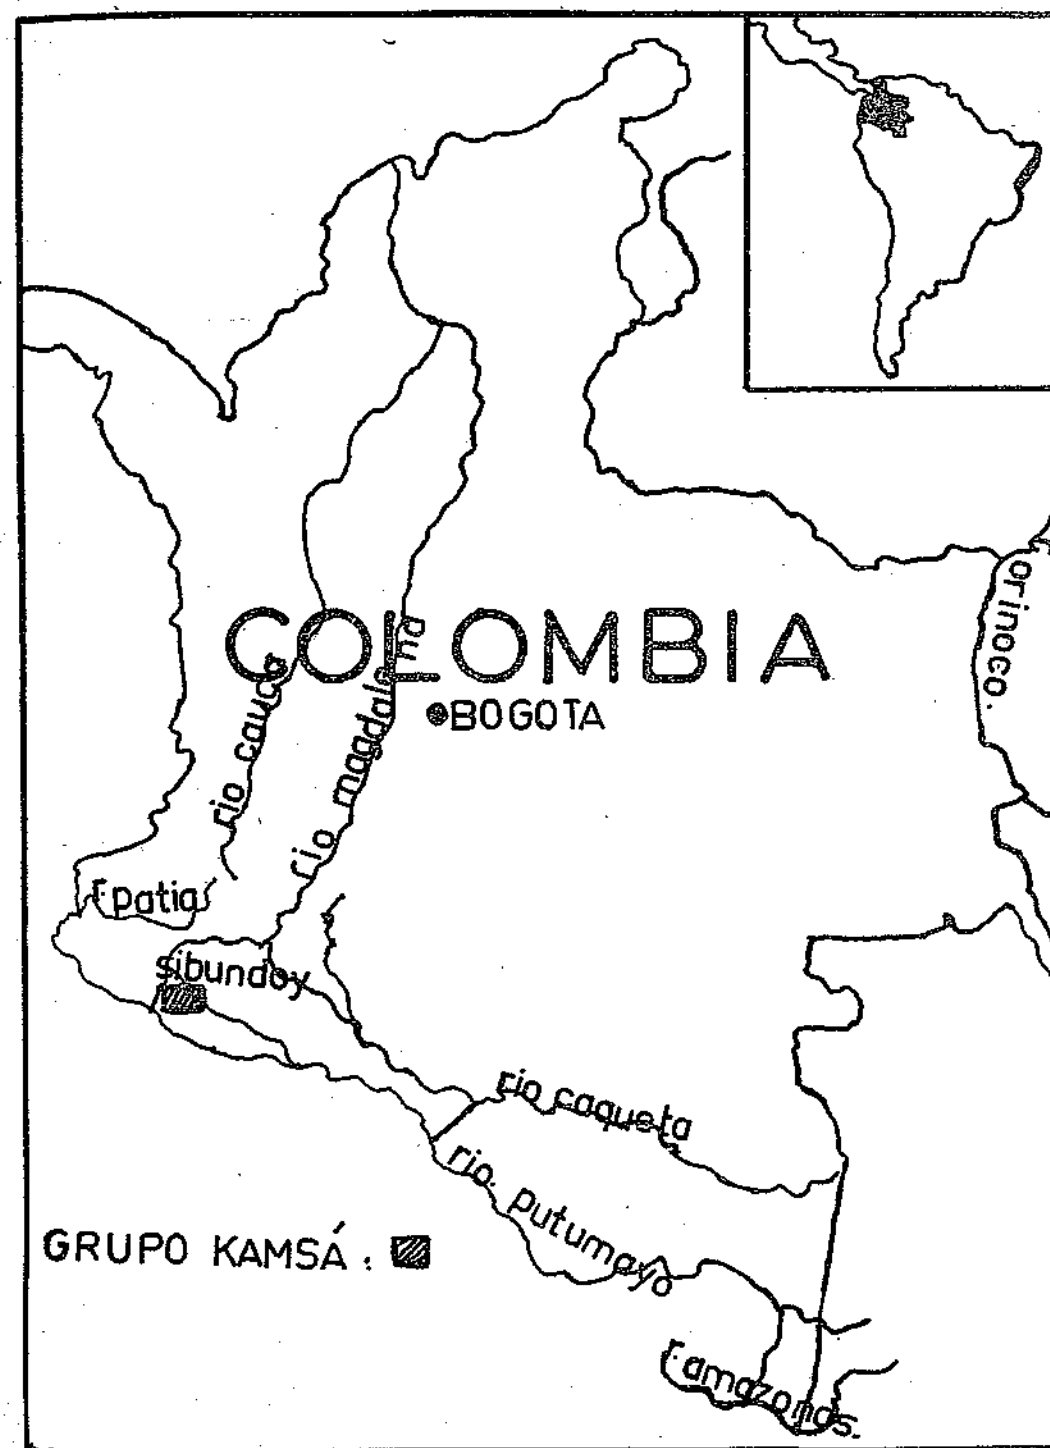 COLOMBIA
BOGOTA
orinoco.
rio cauca
rio magdalena
r. patia
sibundoy
rio caqueta
rio. putumayo
GRUPO KAMSÁ :
r. amazonas.